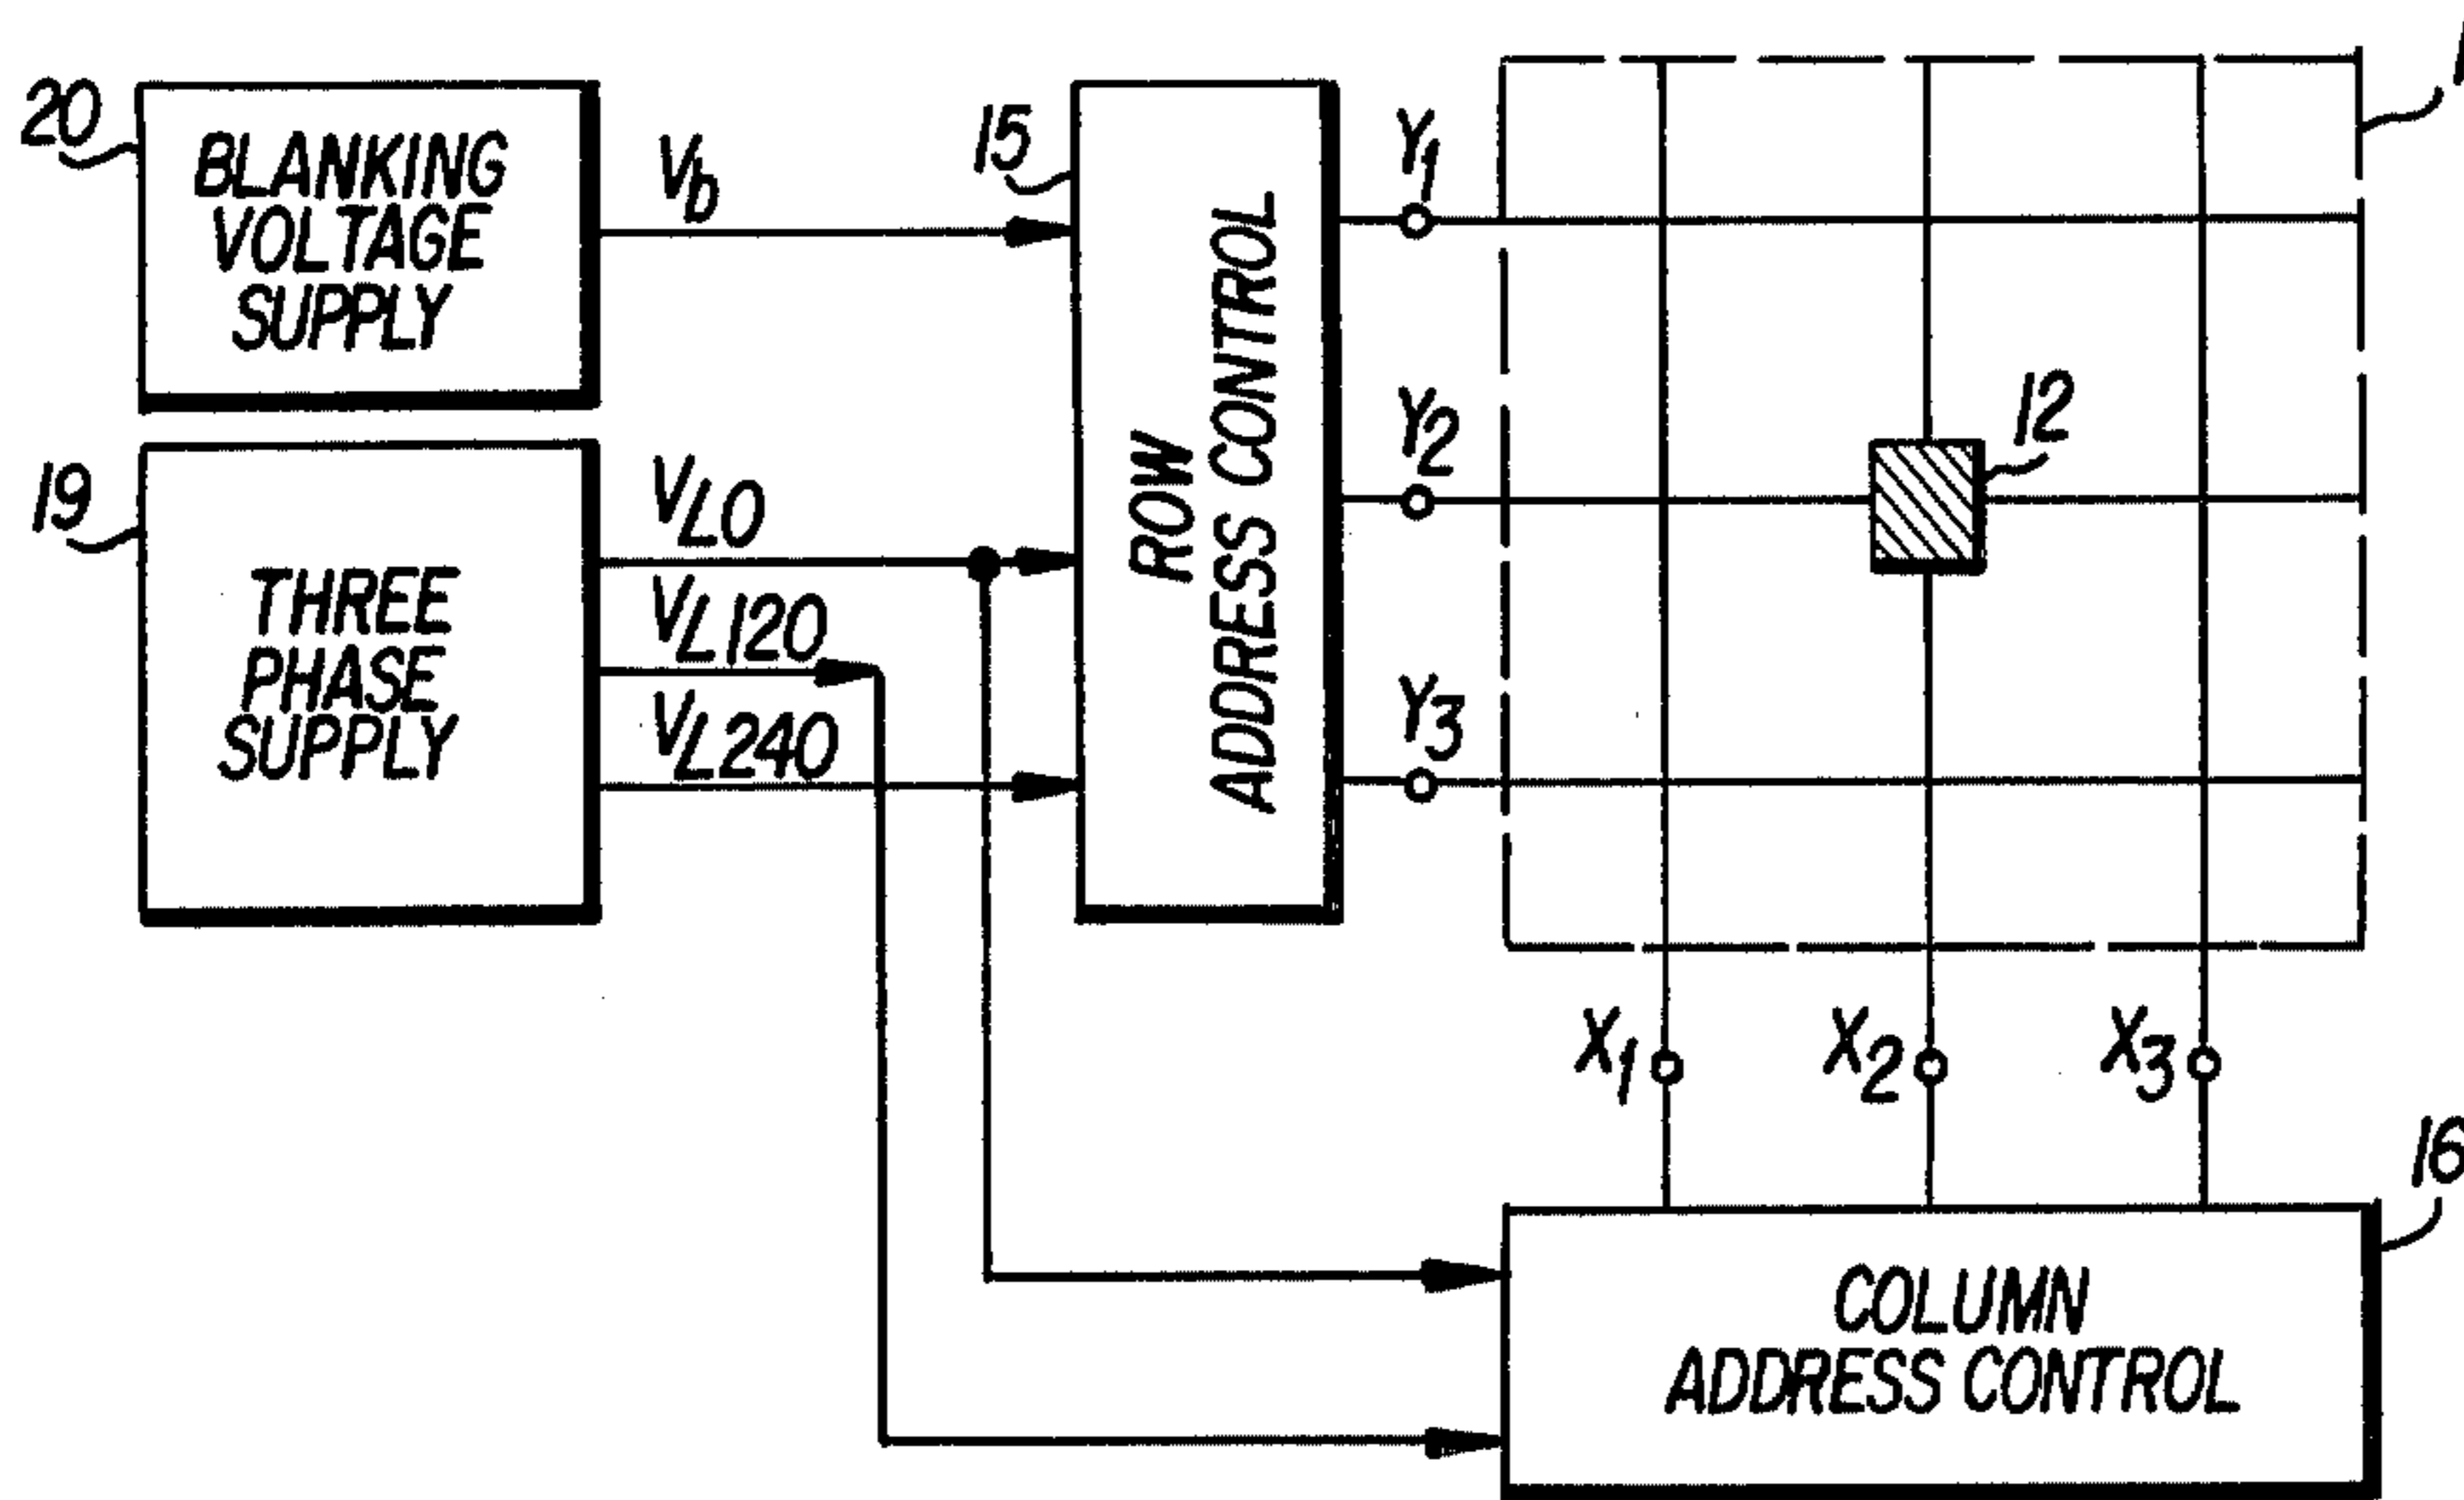 20
BLANKING
VOLTAGE
SUPPLY
Vb
15
ROW
ADDRESS CONTROL
Y1
Y2
Y3
12
19
THREE
PHASE
SUPPLY
VL0
VL120
VL240
X1
X2
X3
16
COLUMN
ADDRESS CONTROL